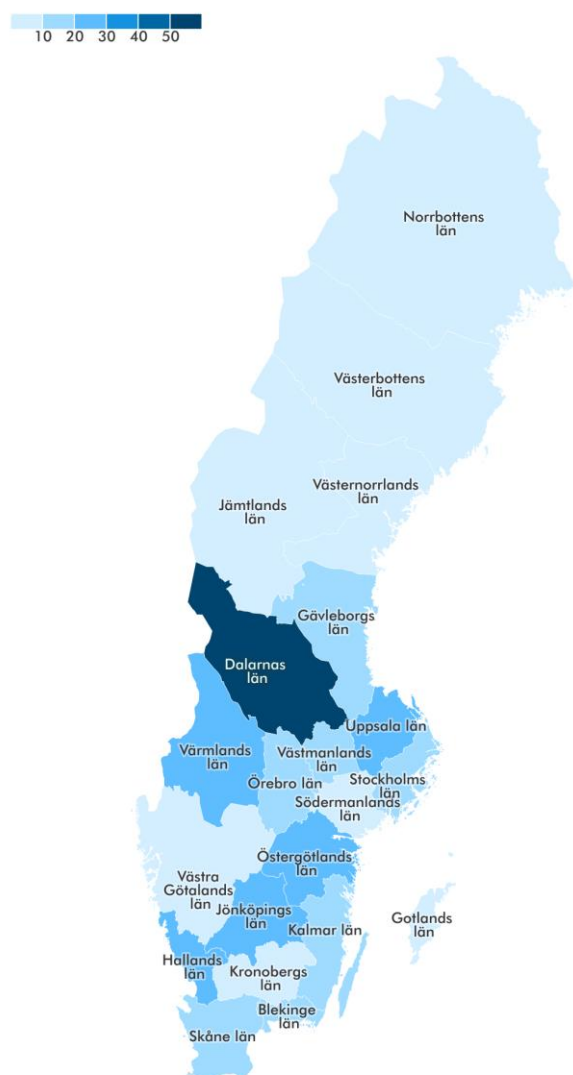 10 20 30 40 50
Norrbottens
län
Västerbottens
län
Västernorrlands
län
Jämtlands
län
Gävleborgs
län
Dalarnas
län
Uppsala län
Värmlands
län
Västmanlands
län
Stockholms
län
Örebro län
Södermanlands
län
Östergötlands
län
Västra
Götalands
län
Jönköpings
län
Gotlands
län
Kalmar län
Hallands
län
Kronobergs
län
Blekinge
län
Skåne län